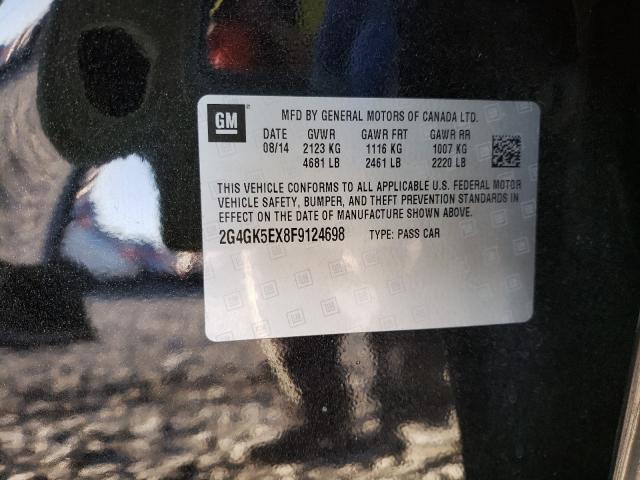 GM
MFD BY GENERAL MOTORS OF CANADA LTD.
DATE GVWR GAWR FRT GAWR RR
08/14 2123 KG 1116 KG 1007 KG
4681 LB 2461 LB 2220 LB
THIS VEHICLE CONFORMS TO ALL APPLICABLE U.S. FEDERAL MOTOR
VEHICLE SAFETY, BUMPER, AND THEFT PREVENTION STANDARDS
IN EFFECT ON THE DATE OF MANUFACTURE SHOWN ABOVE.
2G4GK5EX8F9124698 TYPE: PASS CAR